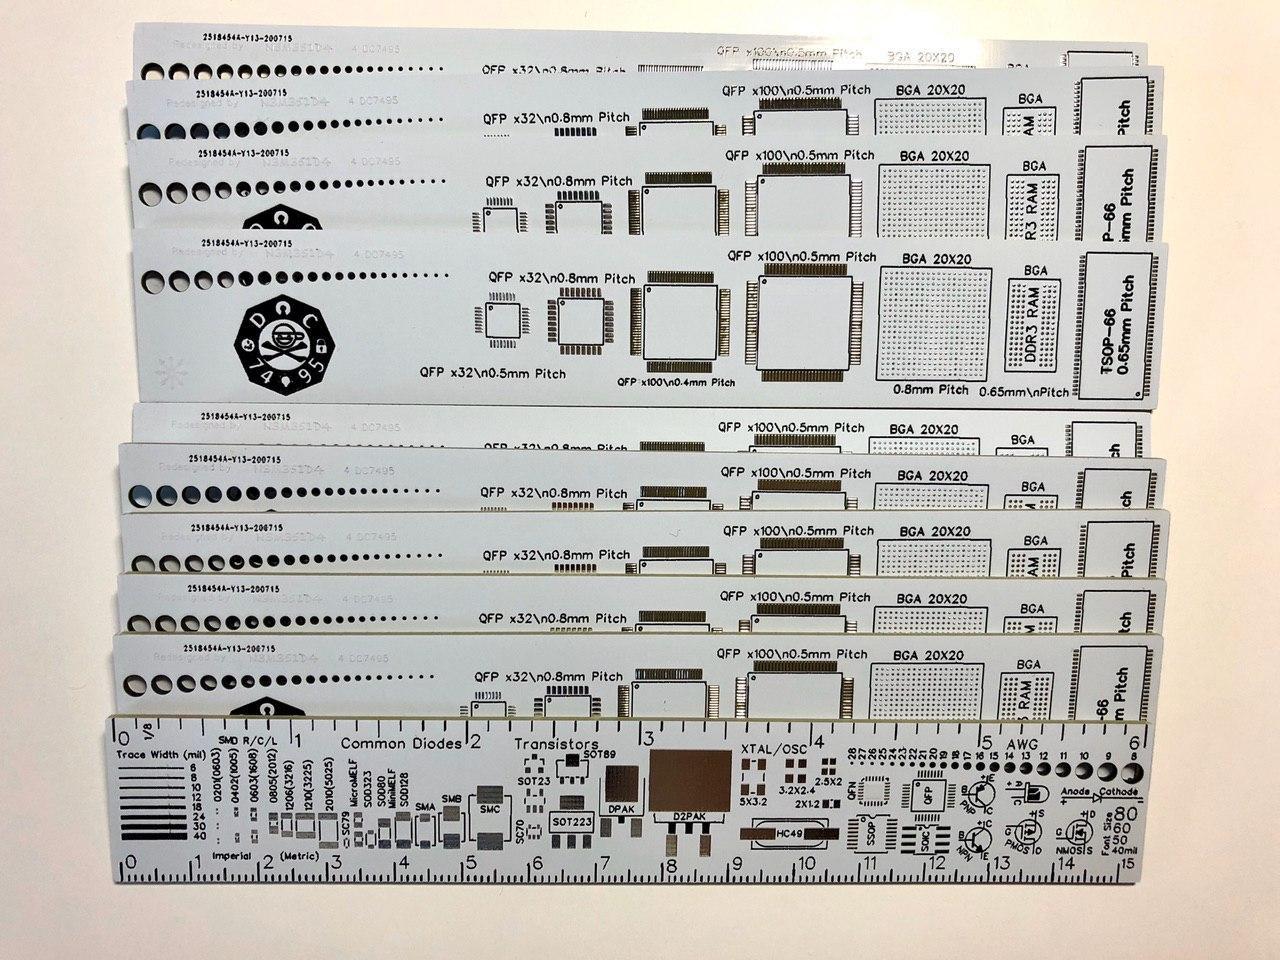 2518454A-Y13-200715
Redesigned by N3M351D4 4 DC7495
QFP x32\n0.8mm Pitch
QFP x100\n0.5mm Pitch
BGA 20X20
BGA
2518454A-Y13-200715
Redesigned by N3M351D4 4 DC7495
QFP x32\n0.8mm Pitch
QFP x100\n0.5mm Pitch
BGA 20X20
BGA
Pitch
2518454A-Y13-200715
Redesigned by N3M351D4 4 DC7495
QFP x32\n0.8mm Pitch
QFP x100\n0.5mm Pitch
BGA 20X20
BGA
R3 RAM
P-66
mm Pitch
2518454A-Y13-200715
Redesigned by N3M351D4 4 DC7495
D C
74 95
QFP x32\n0.8mm Pitch
QFP x32\n0.5mm Pitch
QFP x100\n0.4mm Pitch
QFP x100\n0.5mm Pitch
BGA 20X20
0.8mm Pitch
BGA
DDR3 RAM
0.65mm\nPitch
TSOP-66
0.65mm Pitch
2518454A-Y13-200715
Redesigned by N3M351D4 4 DC7495
QFP x100\n0.5mm Pitch
BGA 20X20
BGA
2518454A-Y13-200715
Redesigned by N3M351D4 4 DC7495
QFP x32\n0.8mm Pitch
QFP x100\n0.5mm Pitch
BGA 20X20
BGA
2518454A-Y13-200715
Redesigned by N3M351D4 4 DC7495
QFP x32\n0.8mm Pitch
QFP x100\n0.5mm Pitch
BGA 20X20
BGA
Pitch
2518454A-Y13-200715
Redesigned by N3M351D4 4 DC7495
QFP x32\n0.8mm Pitch
QFP x100\n0.5mm Pitch
BGA 20X20
BGA
2518454A-Y13-200715
Redesigned by N3M351D4 4 DC7495
QFP x32\n0.8mm Pitch
QFP x100\n0.5mm Pitch
BGA 20X20
BGA
RAM
-66
m Pitch
0 1/8 1 2 3 4 5 6
Trace Width (mil)
6
8
10
12
16
24
30
40
SMD R/C/L
0201(0603)
0402(1005)
0603(1608)
0805(2012)
1206(3216)
1210(3225)
2010(5025)
Imperial (Metric)
Common Diodes
SC79
MicroMELF
SOD323
SOD80
MiniMELF
SOD128
SMA
SMB
SMC
Transistors
SOT23
SOT89
SC70
SOT223
DPAK
D2PAK
XTAL/OSC
5X3.2
3.2X2.4
2.5X2
2X1.2
HC49
AWG
28 27 26 25 24 23 22 21 20 19 18 17 16 15 14 13 12 11 10 9 8
QFN
QFP
SSOP
SOIC
PNP
B
C
E
NPN
B
C
E
A
C
PMOS
G
S
D
Anode
Cathode
NMOS
G
D
S
Font Size
80
60
50
40mil
0 1 2 3 4 5 6 7 8 9 10 11 12 13 14 15